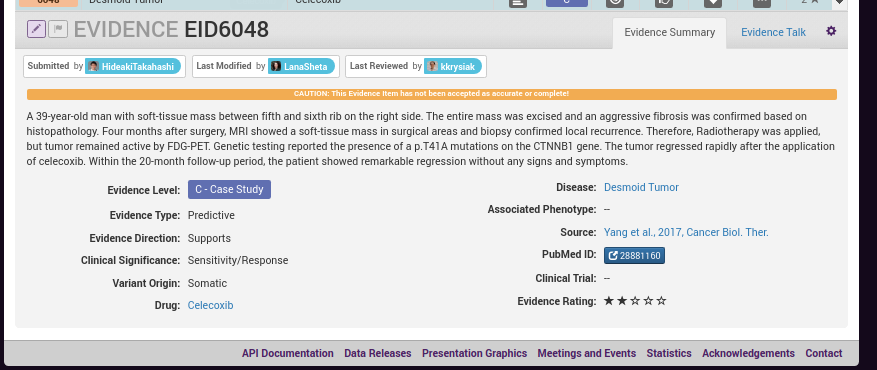 6048 Desmoid Tumor Celecoxib C 2
EVIDENCE EID6048
Evidence Summary Evidence Talk
Submitted by HideakiTakahashi Last Modified by LanaSheta Last Reviewed by kkrysiak
CAUTION: This Evidence Item has not been accepted as accurate or complete!
A 39-year-old man with soft-tissue mass between fifth and sixth rib on the right side. The entire mass was excised and an aggressive fibrosis was confirmed based on
histopathology. Four months after surgery, MRI showed a soft-tissue mass in surgical areas and biopsy confirmed local recurrence. Therefore, Radiotherapy was applied,
but tumor remained active by FDG-PET. Genetic testing reported the presence of a p.T41A mutations on the CTNNB1 gene. The tumor regressed rapidly after the application
of celecoxib. Within the 20-month follow-up period, the patient showed remarkable regression without any signs and symptoms.
Evidence Level: C - Case Study
Evidence Type: Predictive
Evidence Direction: Supports
Clinical Significance: Sensitivity/Response
Variant Origin: Somatic
Drug: Celecoxib
Disease: Desmoid Tumor
Associated Phenotype: --
Source: Yang et al., 2017, Cancer Biol. Ther.
PubMed ID: 28881160
Clinical Trial: --
Evidence Rating: ★★☆☆☆
API Documentation Data Releases Presentation Graphics Meetings and Events Statistics Acknowledgements Contact